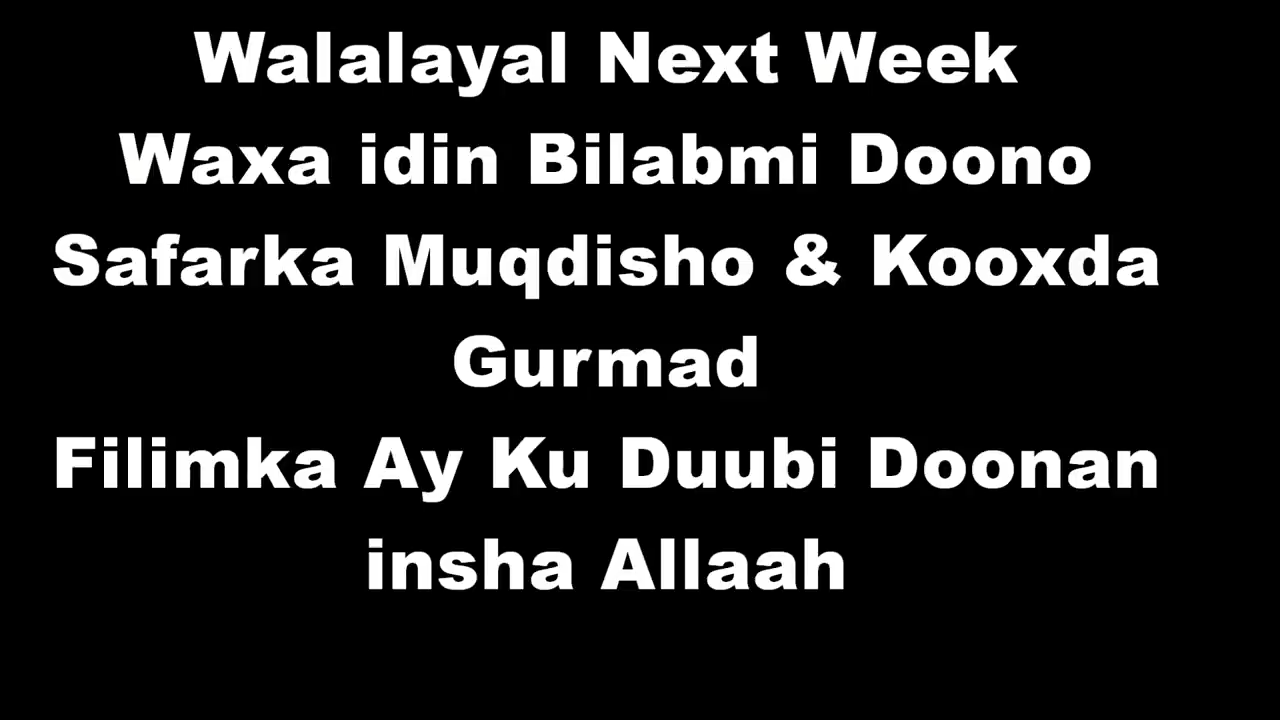 Walalayal Next Week
Waxa idin Bilabmi Doono
Safarka Muqdisho & Kooxda
Gurmad
Filimka Ay Ku Duubi Doonan
insha Allaah